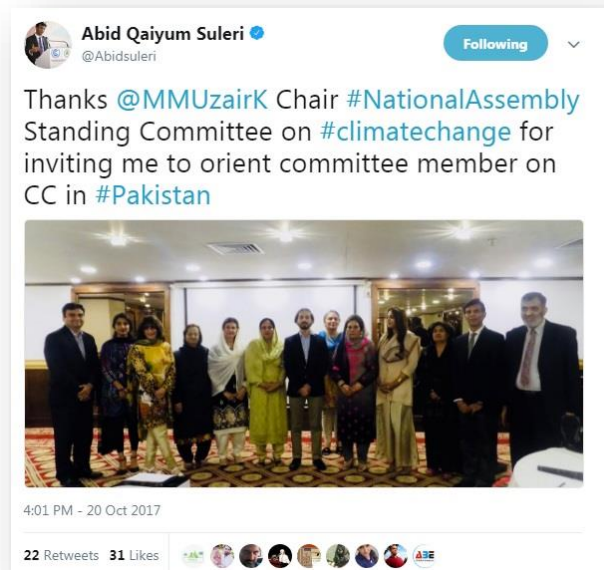 Abid Qaiyum Suleri
@Abidsuleri
Following
Thanks @MMUzairK Chair #NationalAssembly
Standing Committee on #climatechange for
inviting me to orient committee member on
CC in #Pakistan
4:01 PM - 20 Oct 2017
22 Retweets 31 Likes